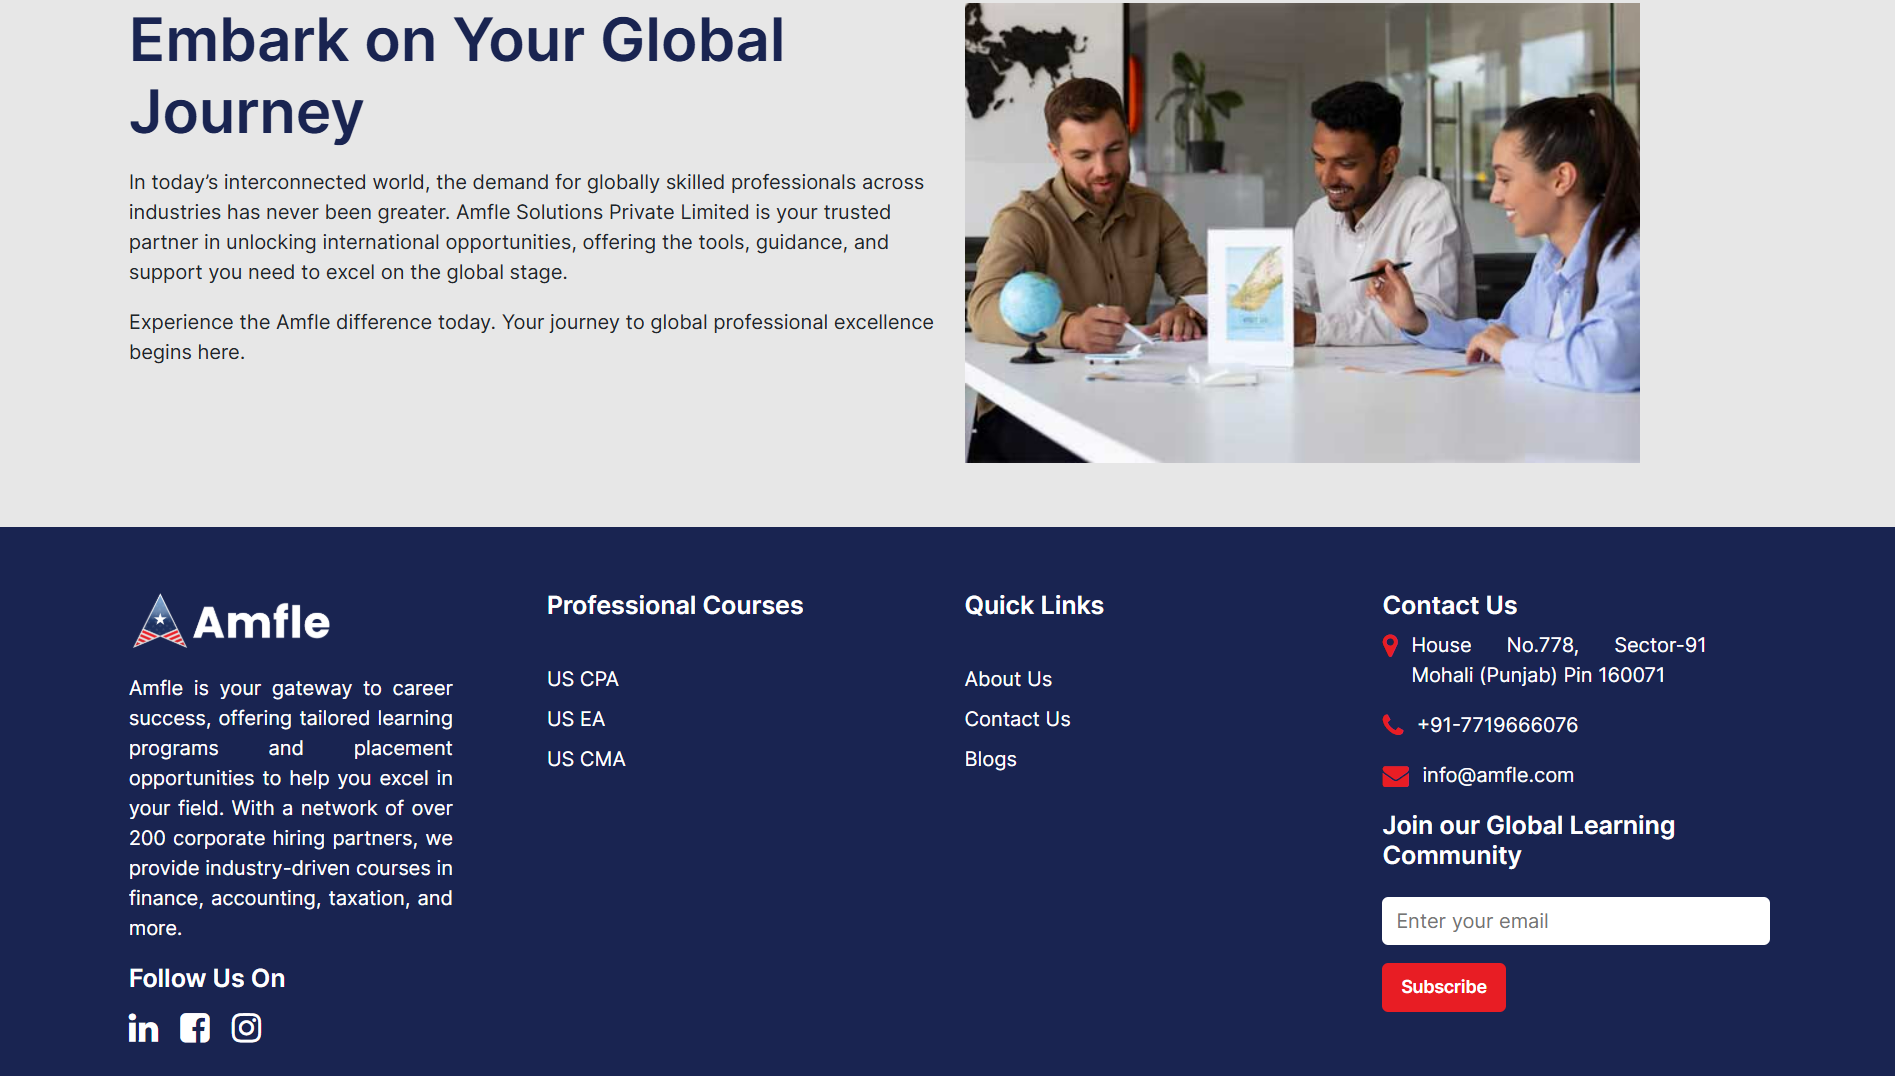 Embark on Your Global
Journey
In today’s interconnected world, the demand for globally skilled professionals across
industries has never been greater. Amfle Solutions Private Limited is your trusted
partner in unlocking international opportunities, offering the tools, guidance, and
support you need to excel on the global stage.
Experience the Amfle difference today. Your journey to global professional excellence
begins here.
Amfle
Amfle is your gateway to career
success, offering tailored learning
programs and placement
opportunities to help you excel in
your field. With a network of over
200 corporate hiring partners, we
provide industry-driven courses in
finance, accounting, taxation, and
more.
Follow Us On
Professional Courses
US CPA
US EA
US CMA
Quick Links
About Us
Contact Us
Blogs
Contact Us
House No.778, Sector-91
Mohali (Punjab) Pin 160071
+91-7719666076
info@amfle.com
Join our Global Learning
Community
Enter your email
Subscribe